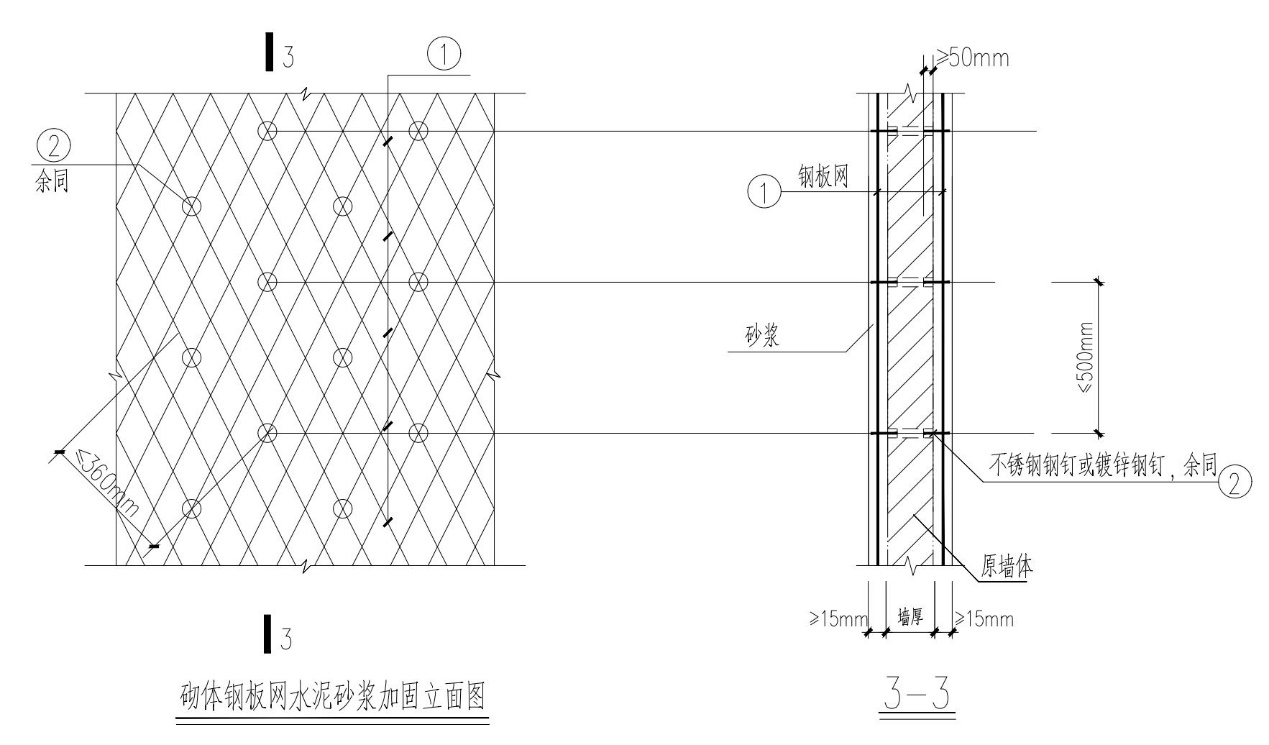 3
①
②
余同
≤360mm
3
砌体钢板网水泥砂浆加固立面图
≥50mm
钢板网
①
砂浆
≤500mm
不锈钢钢钉或镀锌钢钉，余同
②
原墙体
≥15mm 墙厚 ≥15mm
3-3